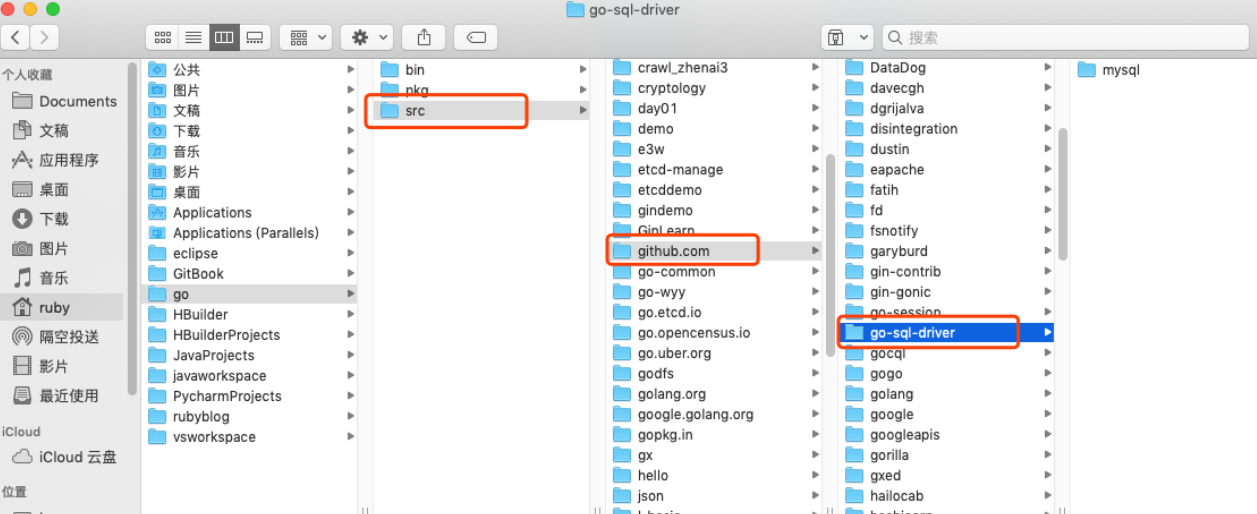 go-sql-driver
搜索
个人收藏
Documents
文稿
应用程序
桌面
下载
图片
音乐
ruby
隔空投送
影片
最近使用
iCloud
iCloud 云盘
位置
公共
图片
文稿
下载
音乐
影片
桌面
Applications
Applications (Parallels)
eclipse
GitBook
go
HBuilder
HBuilderProjects
JavaProjects
javaworkspace
PycharmProjects
rubyblog
vsworkspace
bin
pkg
src
crawl_zhenai3
cryptology
day01
demo
e3w
etcd-manage
etcddemo
gindemo
GinLearn
github.com
go-common
go-wyy
go.etcd.io
go.opencensus.io
go.uber.org
godfs
golang.org
google.golang.org
gopkg.in
gx
hello
json
DataDog
davecgh
dgrijalva
disintegration
dustin
eapache
fatih
fd
fsnotify
garyburd
gin-contrib
gin-gonic
go-session
go-sql-driver
gocql
gogo
golang
google
googleapis
gorilla
gxed
hailocab
mysql